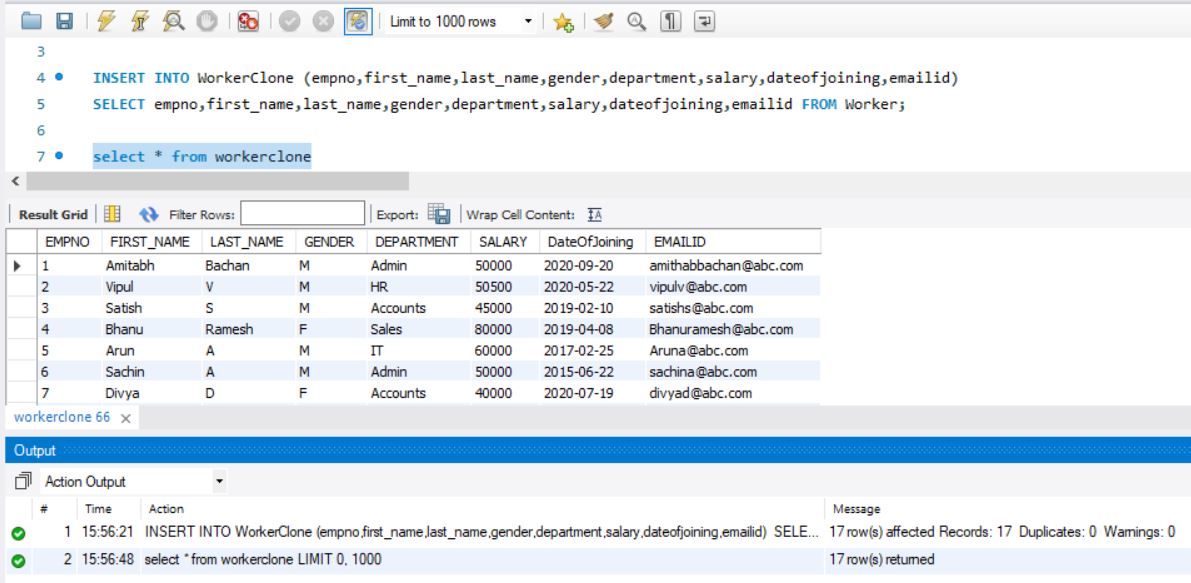 Limit to 1000 rows
3
4 INSERT INTO WorkerClone (empno,first_name,last_name,gender,department,salary,dateofjoining,emailid)
5 SELECT empno,first_name,last_name,gender,department,salary,dateofjoining,emailid FROM Worker;
6
7 select * from workerclone
Result Grid Filter Rows: Export: Wrap Cell Content: IA
EMPNO FIRST_NAME LAST_NAME GENDER DEPARTMENT SALARY DateOfJoining EMAILID
1 Amitabh Bachan M Admin 50000 2020-09-20 amithabbachan@abc.com
2 Vipul V M HR 50500 2020-05-22 vipulv@abc.com
3 Satish S M Accounts 45000 2019-02-10 satishs@abc.com
4 Bhanu Ramesh F Sales 80000 2019-04-08 Bhanuramesh@abc.com
5 Arun A M IT 60000 2017-02-25 Aruna@abc.com
6 Sachin A M Admin 50000 2015-06-22 sachina@abc.com
7 Divya D F Accounts 40000 2020-07-19 divyad@abc.com
workerclone 66
Output
Action Output
# Time Action Message
1 15:56:21 INSERT INTO WorkerClone (empno,first_name,last_name,gender,department,salary,dateofjoining,emailid) SELE... 17 row(s) affected Records: 17 Duplicates: 0 Warnings: 0
2 15:56:48 select * from workerclone LIMIT 0, 1000 17 row(s) returned